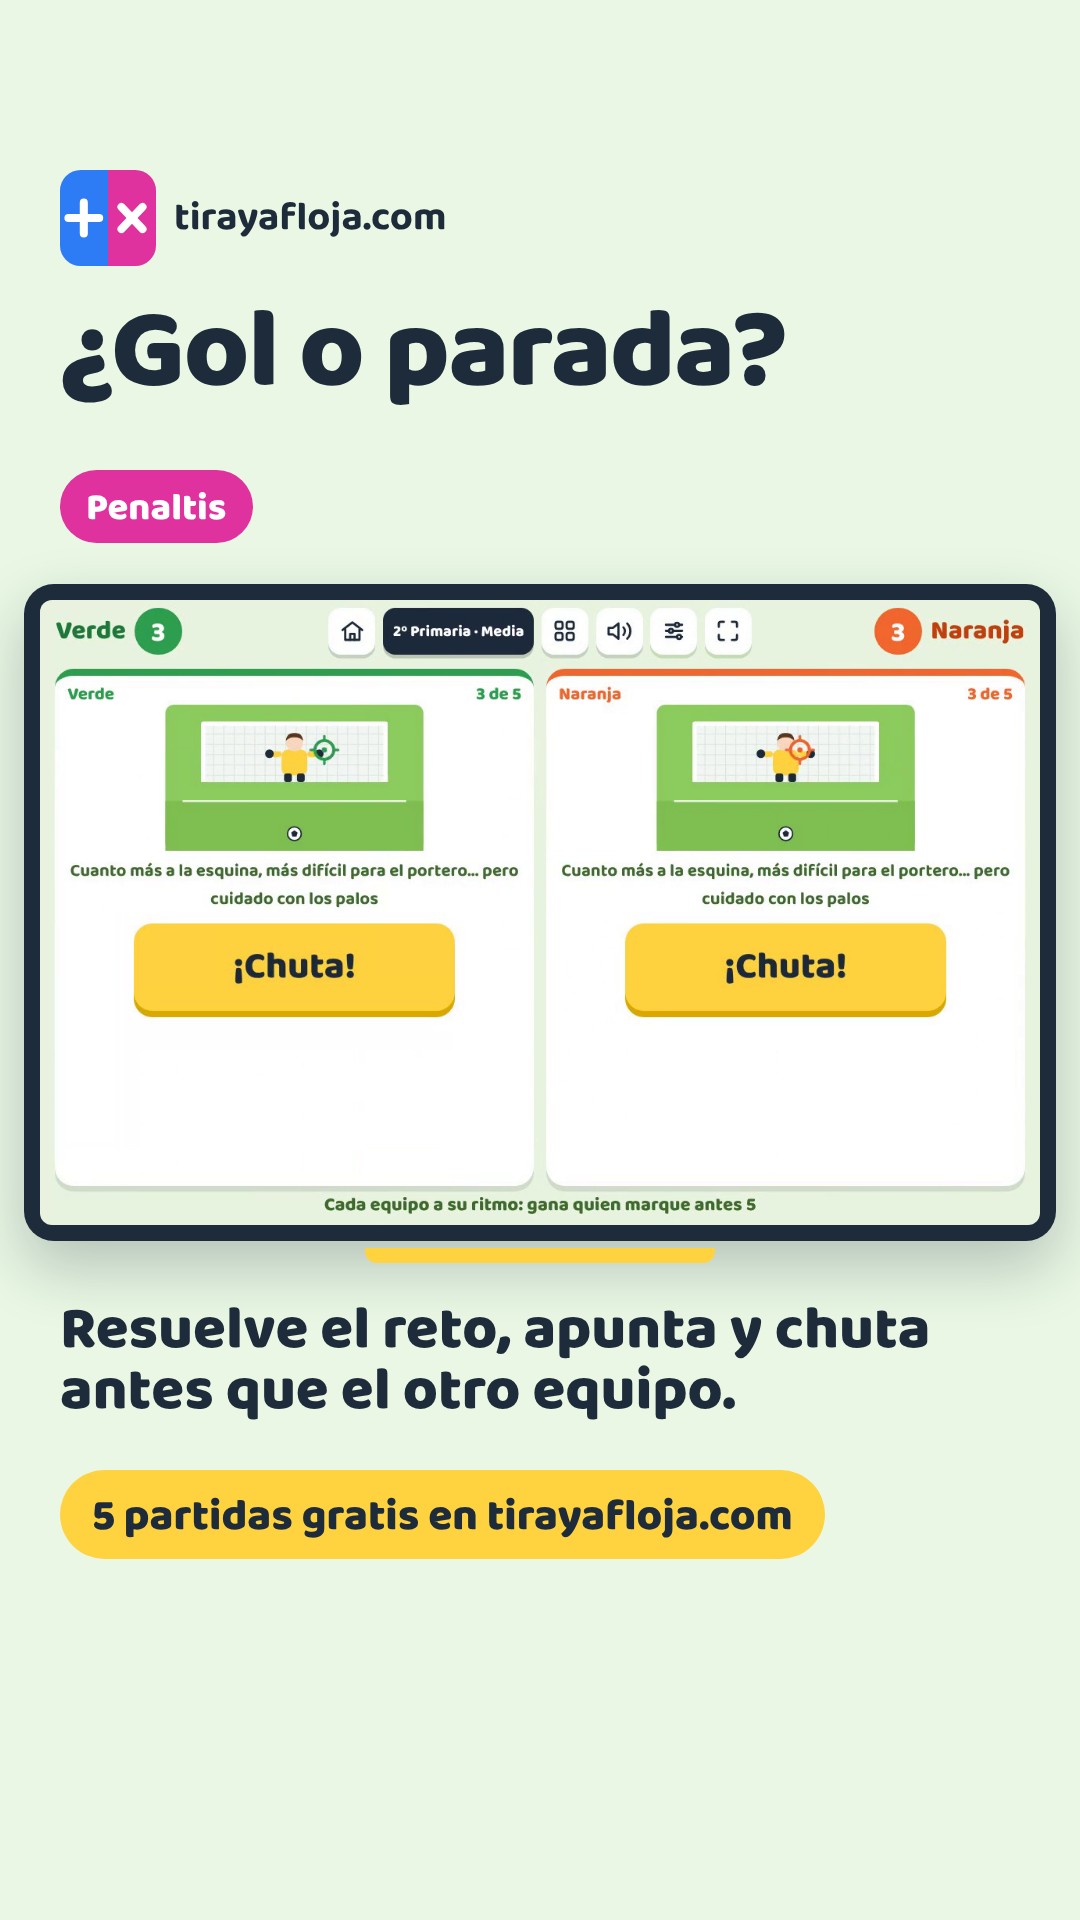 tirayafloja.com
¿Gol o parada?
Penaltis
Verde 3
2º Primaria · Media
3 Naranja
Verde 3 de 5
Cuanto más a la esquina, más difícil para el portero... pero
cuidado con los palos
¡Chuta!
Naranja 3 de 5
Cuanto más a la esquina, más difícil para el portero... pero
cuidado con los palos
¡Chuta!
Cada equipo a su ritmo: gana quien marque antes 5
Resuelve el reto, apunta y chuta
antes que el otro equipo.
5 partidas gratis en tirayafloja.com